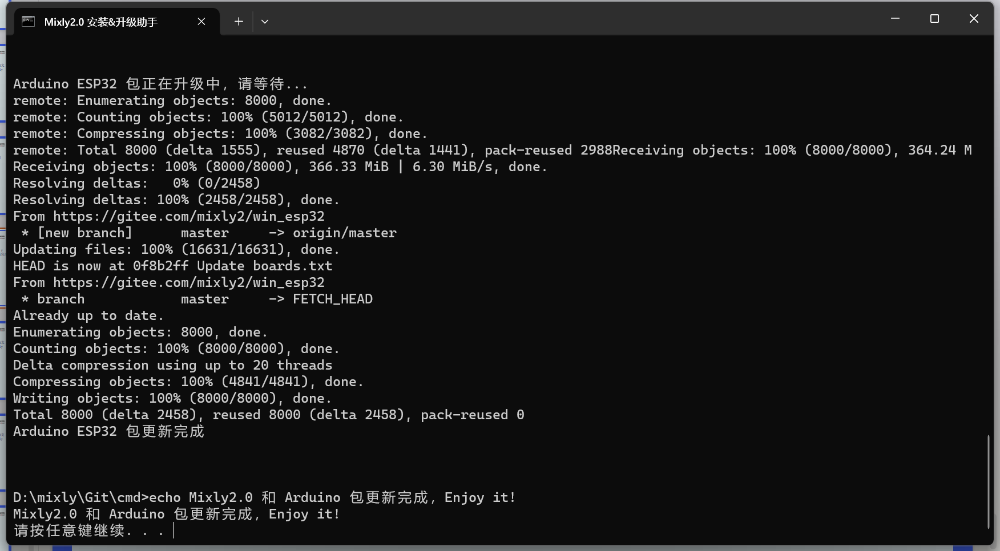 Mixly2.0 安装&升级助手
Arduino ESP32 包正在升级中，请等待...
remote: Enumerating objects: 8000, done.
remote: Counting objects: 100% (5012/5012), done.
remote: Compressing objects: 100% (3082/3082), done.
remote: Total 8000 (delta 1555), reused 4870 (delta 1441), pack-reused 2988Receiving objects: 100% (8000/8000), 364.24 M
Receiving objects: 100% (8000/8000), 366.33 MiB | 6.30 MiB/s, done.
Resolving deltas:   0% (0/2458)
Resolving deltas: 100% (2458/2458), done.
From https://gitee.com/mixly2/win_esp32
 * [new branch]      master     -> origin/master
Updating files: 100% (16631/16631), done.
HEAD is now at 0f8b2ff Update boards.txt
From https://gitee.com/mixly2/win_esp32
 * branch            master     -> FETCH_HEAD
Already up to date.
Enumerating objects: 8000, done.
Counting objects: 100% (8000/8000), done.
Delta compression using up to 20 threads
Compressing objects: 100% (4841/4841), done.
Writing objects: 100% (8000/8000), done.
Total 8000 (delta 2458), reused 8000 (delta 2458), pack-reused 0
Arduino ESP32 包更新完成
D:\mixly\Git\cmd>echo Mixly2.0 和 Arduino 包更新完成，Enjoy it!
Mixly2.0 和 Arduino 包更新完成，Enjoy it!
请按任意键继续. . .